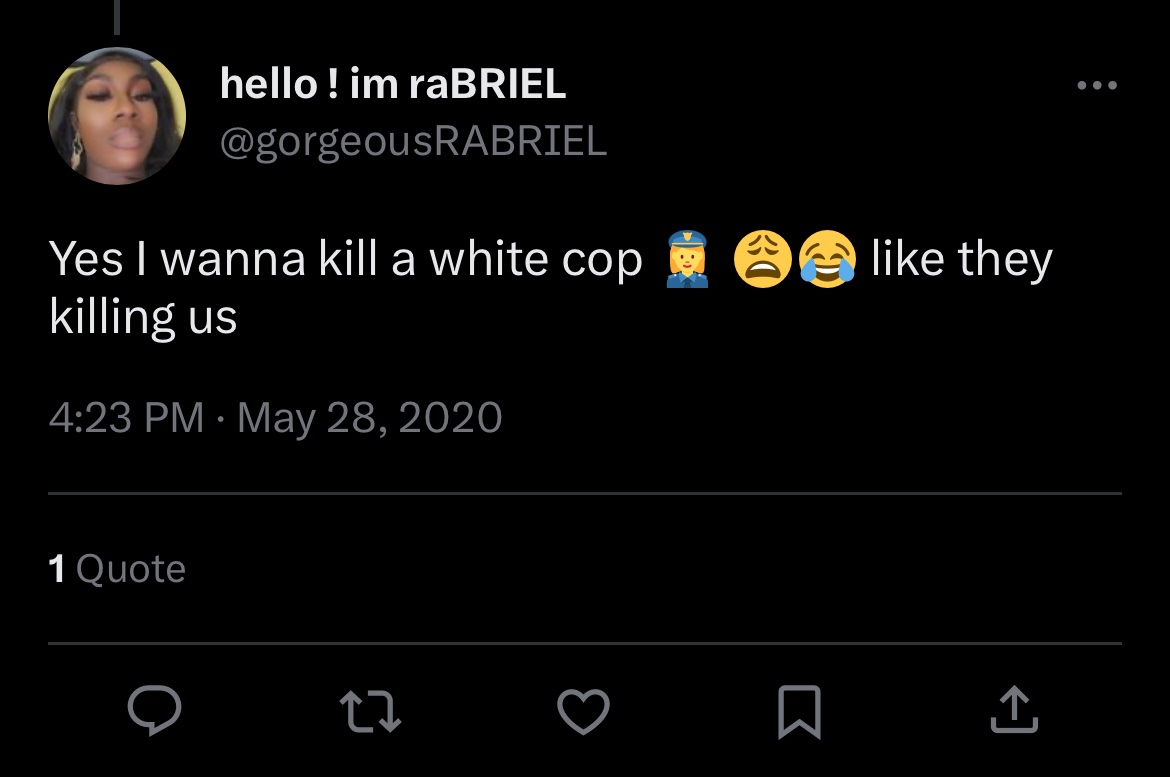 hello ! im raBRIEL
@gorgeousRABRIEL
Yes I wanna kill a white cop 👮‍♀️ 😩😂 like they
killing us
4:23 PM · May 28, 2020
1 Quote